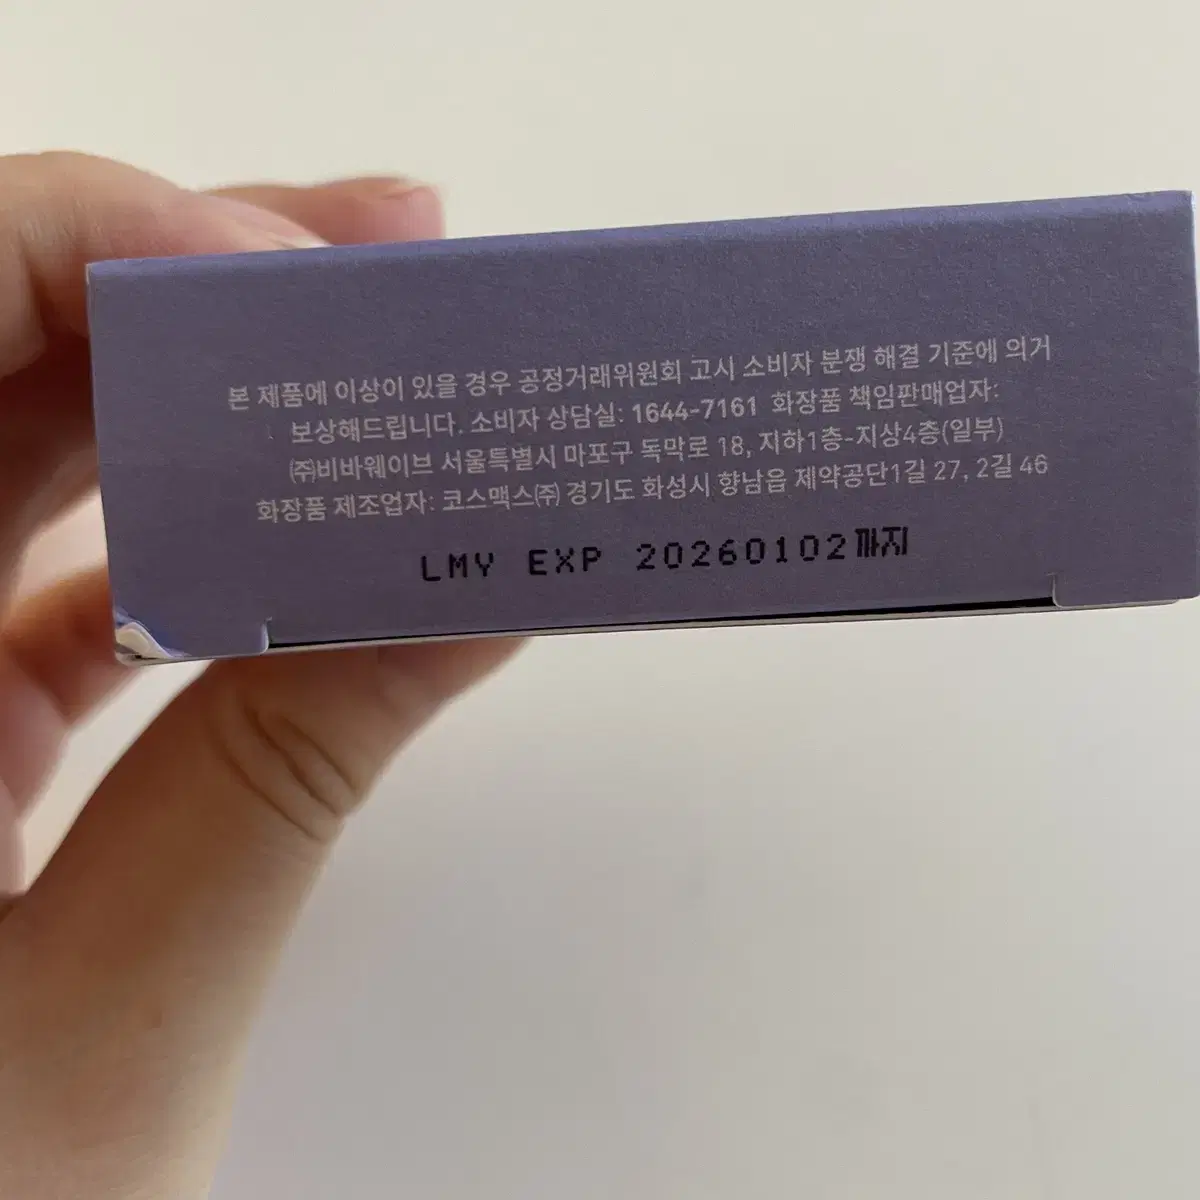 본 제품에 이상이 있을 경우 공정거래위원회 고시 소비자 분쟁 해결 기준에 의거
보상해드립니다. 소비자 상담실: 1644-7161 화장품 책임판매업자:
㈜비바웨이브 서울특별시 마포구 독막로 18, 지하1층-지상4층(일부)
화장품 제조업자: 코스맥스㈜ 경기도 화성시 향남읍 제약공단1길 27, 2길 46
LMY EXP 20260102까지